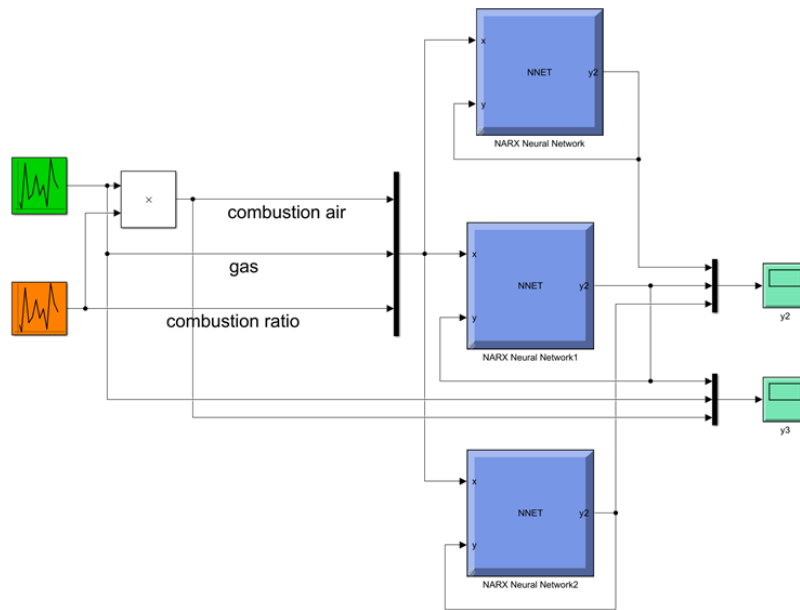 x
NNET
y2
y
NARX Neural Network
×
combustion air
gas
combustion ratio
x
NNET
y2
y
NARX Neural Network1
y2
y3
x
NNET
y2
y
NARX Neural Network2